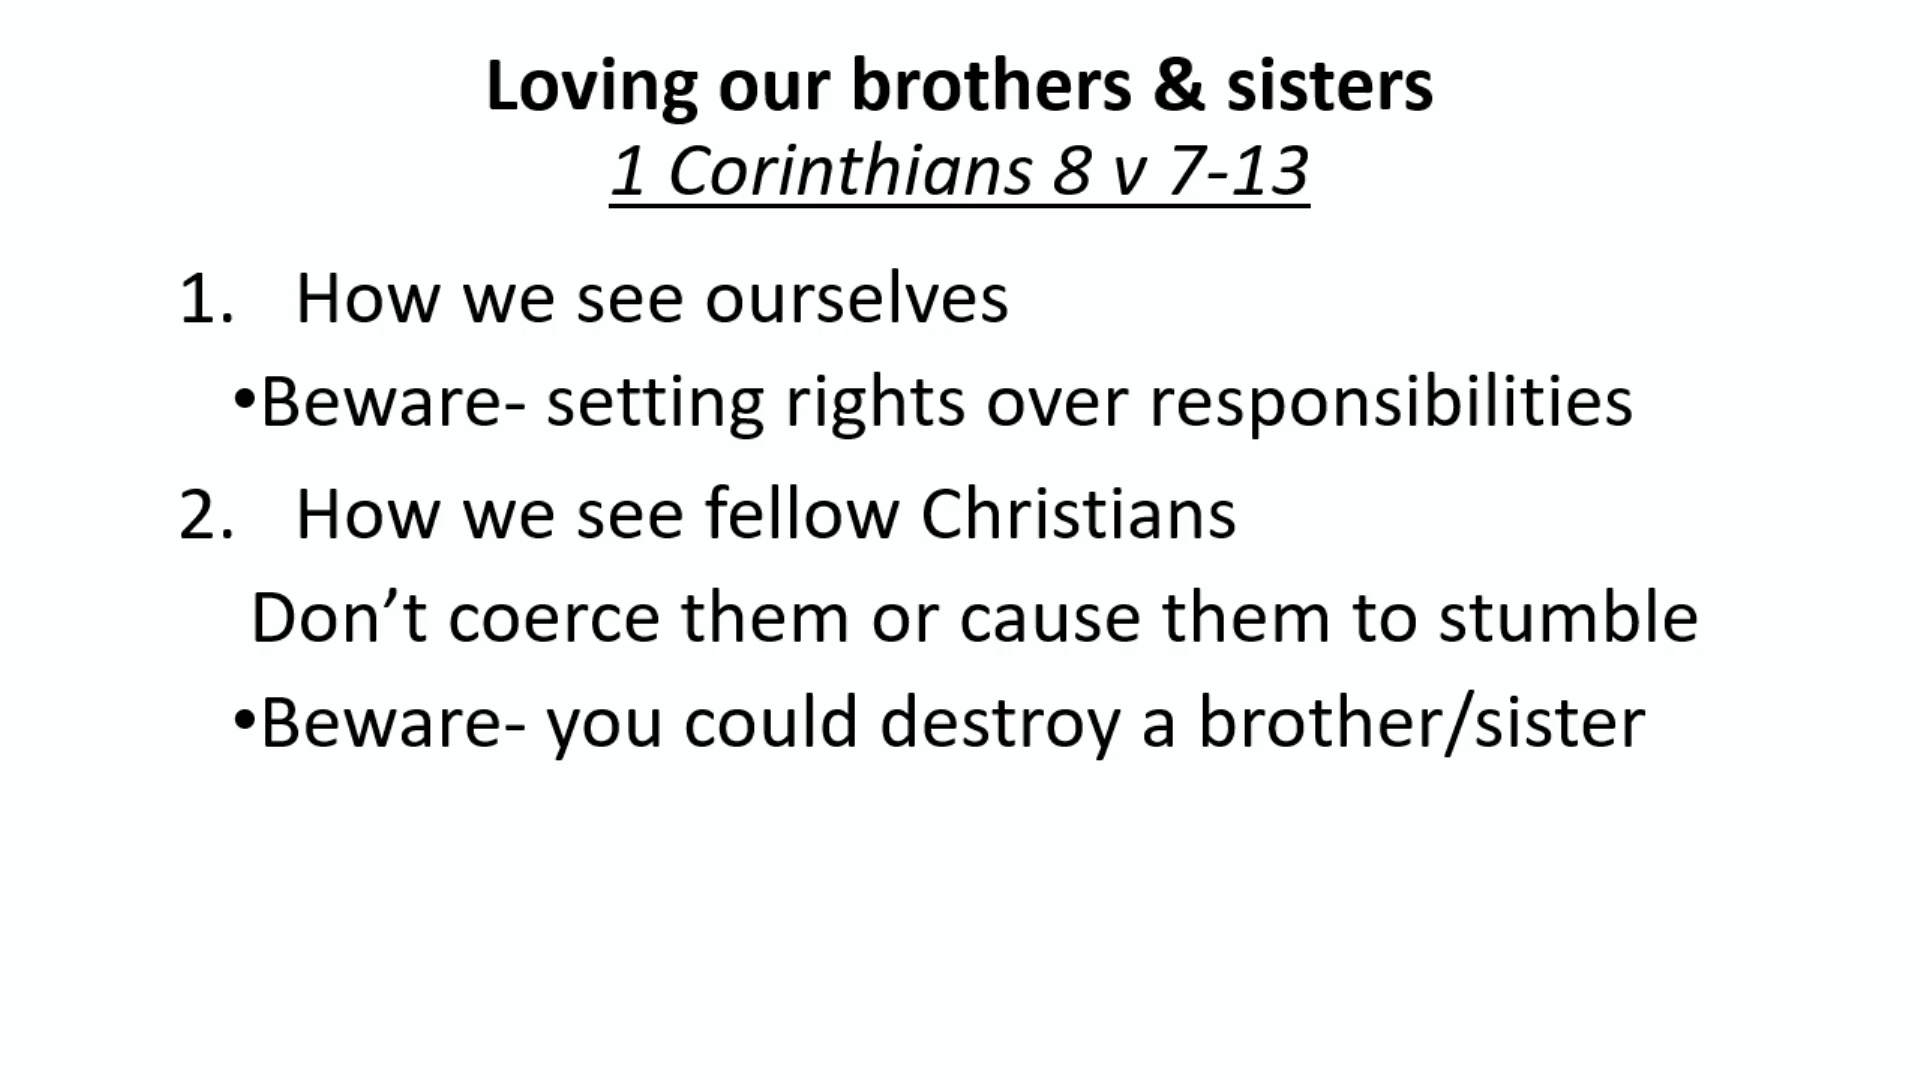 Loving our brothers & sisters
1 Corinthians 8 v 7-13
1. How we see ourselves
•Beware- setting rights over responsibilities
2. How we see fellow Christians
Don’t coerce them or cause them to stumble
•Beware- you could destroy a brother/sister